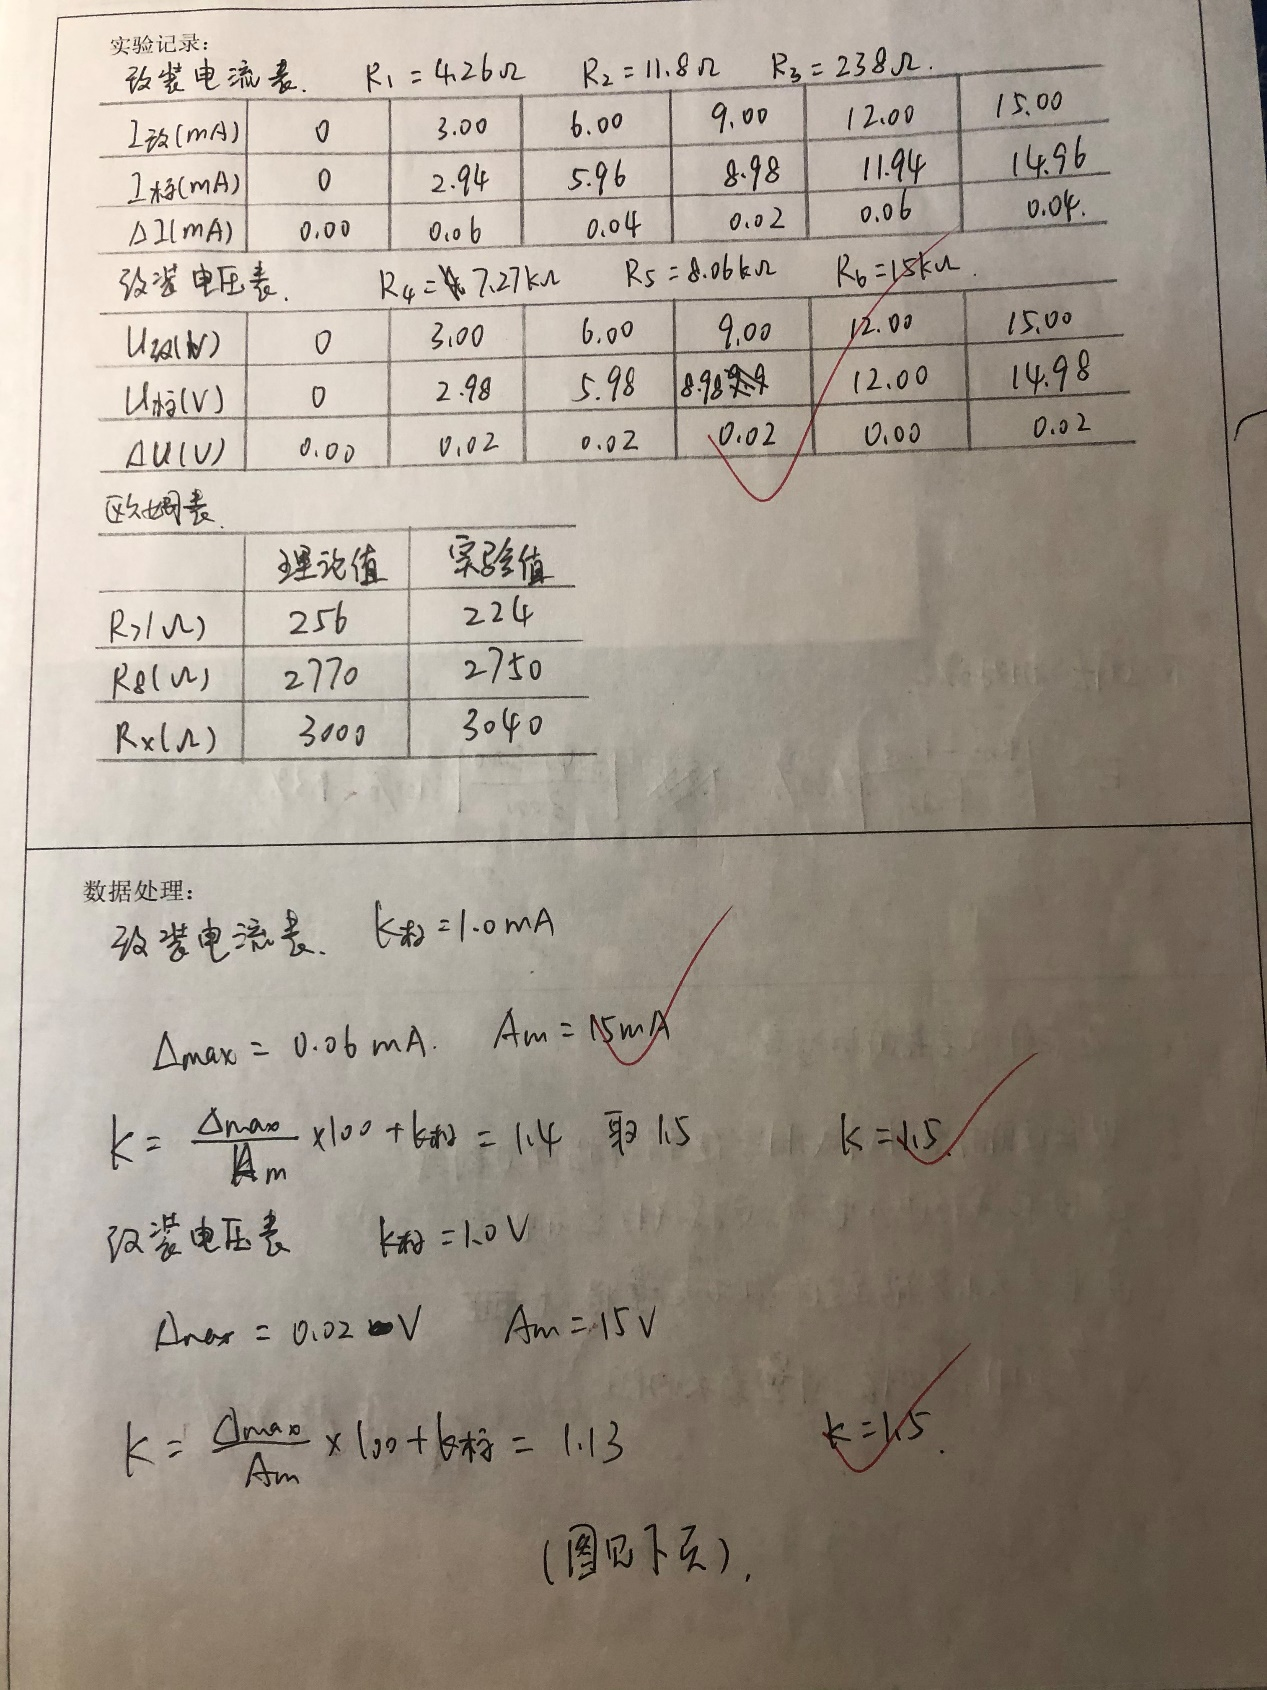 实验记录:
改装电流表. R₁=4.26Ω R₂=11.8Ω R₃=238Ω.
I改(mA) 0 3.00 6.00 9.00 12.00 15.00
I标(mA) 0 2.94 5.96 8.98 11.94 14.96
ΔI(mA) 0.00 0.06 0.04 0.02 0.06 0.04.
改装电压表. R₄=7.27kΩ R₅=8.06kΩ R₆=15kΩ.
U改(V) 0 3.00 6.00 9.00 12.00 15.00
U标(V) 0 2.98 5.98 8.98 12.00 14.98
ΔU(V) 0.00 0.02 0.02 0.02 0.00 0.02
欧姆表.
理论值 实验值
R₇(Ω) 256 224
R₈(Ω) 2770 2750
Rx(Ω) 3000 3040
数据处理:
改装电流表. K标=1.0mA
Δmax = 0.06 mA. Am = 15mA
K = Δmax/Am ×100 + K标 = 1.4 取 1.5 K=1.5.
改装电压表 K标=1.0V
Δmax = 0.02 V Am = 15V
K = Δmax/Am ×100 + K标 = 1.13 K=1.5.
(图见下页).